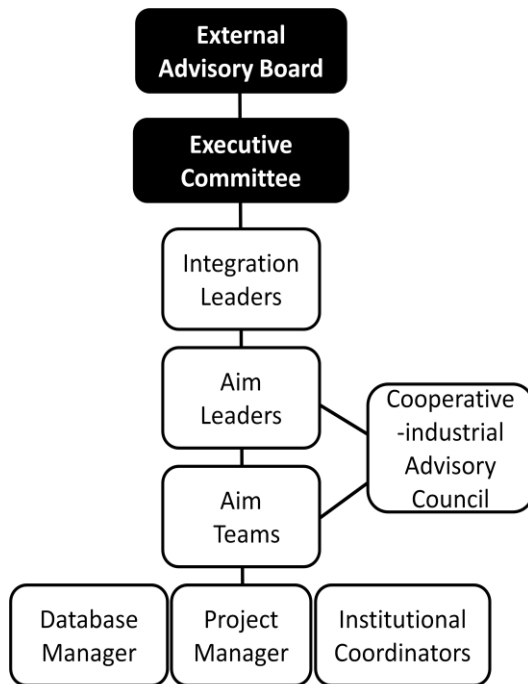 External
Advisory Board
Executive
Committee
Integration
Leaders
Aim
Leaders
Cooperative
-industrial
Advisory
Council
Aim
Teams
Database
Manager
Project
Manager
Institutional
Coordinators